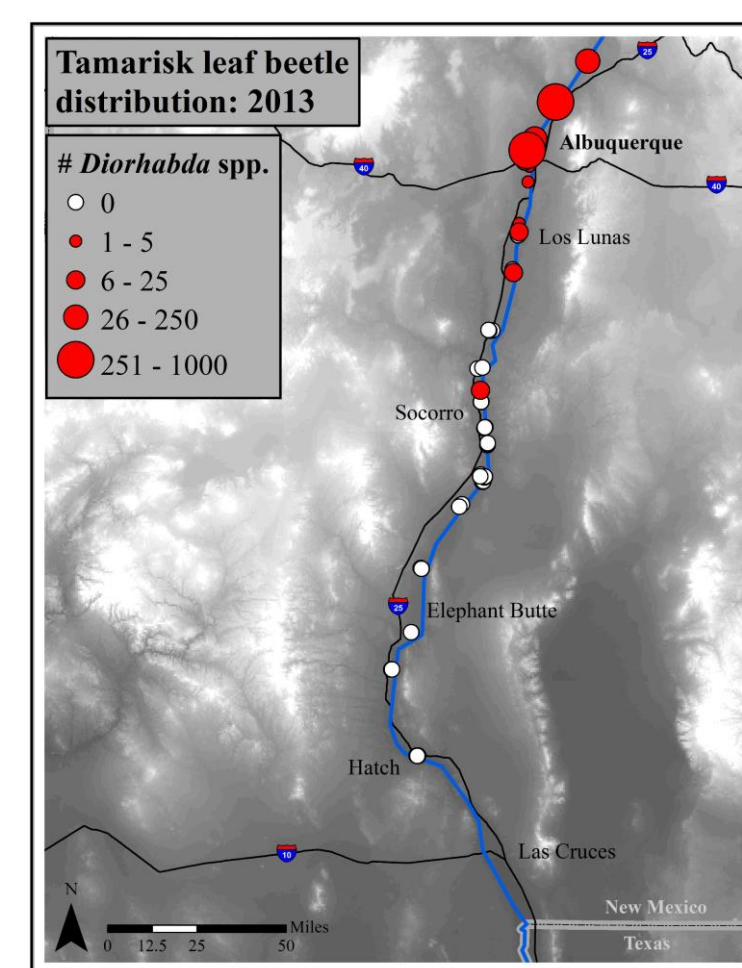 Tamarisk leaf beetle
distribution: 2013
# Diorhabda spp.
0
1 - 5
6 - 25
26 - 250
251 - 1000
25
Albuquerque
40
40
Los Lunas
Socorro
25
Elephant Butte
Hatch
10
Las Cruces
N
Miles
0 12.5 25 50
New Mexico
Texas